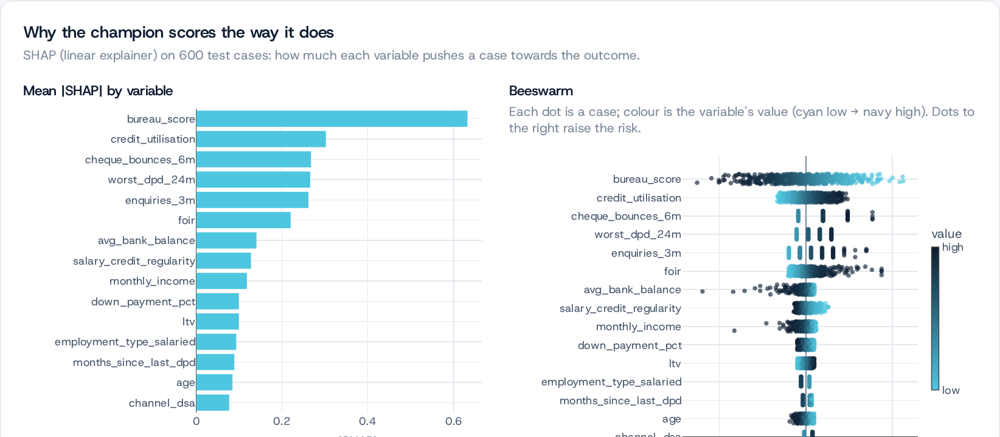 Why the champion scores the way it does
SHAP (linear explainer) on 600 test cases: how much each variable pushes a case towards the outcome.
Mean |SHAP| by variable
bureau_score
credit_utilisation
cheque_bounces_6m
worst_dpd_24m
enquiries_3m
foir
avg_bank_balance
salary_credit_regularity
monthly_income
down_payment_pct
ltv
employment_type_salaried
months_since_last_dpd
age
channel_dsa
0 0.2 0.4 0.6
Beeswarm
Each dot is a case; colour is the variable's value (cyan low → navy high). Dots to
the right raise the risk.
bureau_score
credit_utilisation
cheque_bounces_6m
worst_dpd_24m
enquiries_3m
foir
avg_bank_balance
salary_credit_regularity
monthly_income
down_payment_pct
ltv
employment_type_salaried
months_since_last_dpd
age
channel_dsa
value
high
low